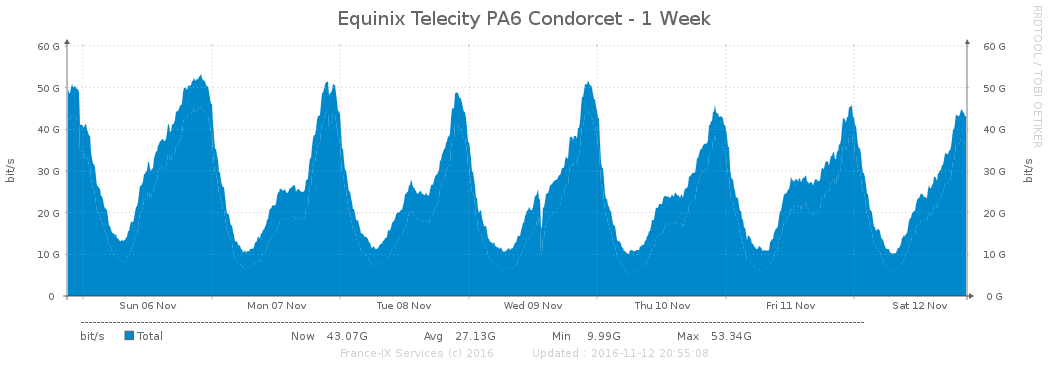 Equinix Telecity PA6 Condorcet - 1 Week
RRDTOOL / TOBI OETIKER
bit/s
60 G 60 G
50 G 50 G
40 G 40 G
30 G 30 G
20 G 20 G
10 G 10 G
0 0 G
bit/s
Sun 06 Nov Mon 07 Nov Tue 08 Nov Wed 09 Nov Thu 10 Nov Fri 11 Nov Sat 12 Nov
bit/s Total Now 43.07G Avg 27.13G Min 9.99G Max 53.34G
France-IX Services (c) 2016 Updated : 2016-11-12 20:55:08